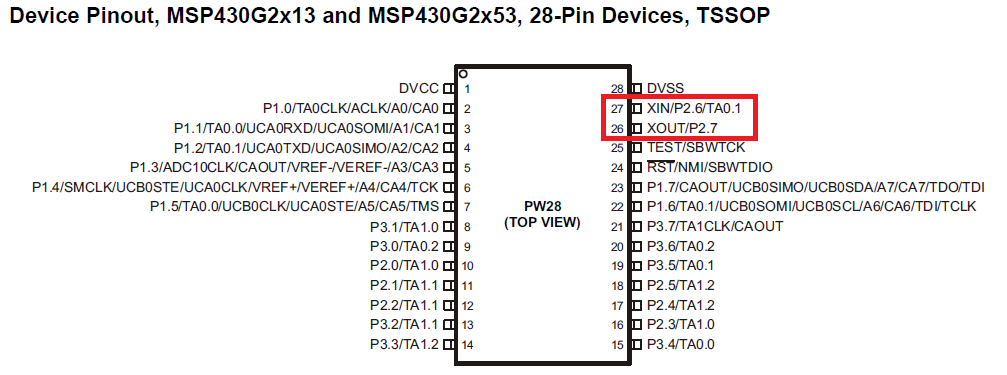 Device Pinout, MSP430G2x13 and MSP430G2x53, 28-Pin Devices, TSSOP
DVCC 1 28 DVSS
P1.0/TA0CLK/ACLK/A0/CA0 2 27 XIN/P2.6/TA0.1
P1.1/TA0.0/UCA0RXD/UCA0SOMI/A1/CA1 3 26 XOUT/P2.7
P1.2/TA0.1/UCA0TXD/UCA0SIMO/A2/CA2 4 25 TEST/SBWTCK
P1.3/ADC10CLK/CAOUT/VREF-/VEREF-/A3/CA3 5 24 RST/NMI/SBWTDIO
P1.4/SMCLK/UCB0STE/UCA0CLK/VREF+/VEREF+/A4/CA4/TCK 6 23 P1.7/CAOUT/UCB0SIMO/UCB0SDA/A7/CA7/TDO/TDI
P1.5/TA0.0/UCB0CLK/UCA0STE/A5/CA5/TMS 7 PW28 22 P1.6/TA0.1/UCB0SOMI/UCB0SCL/A6/CA6/TDI/TCLK
P3.1/TA1.0 8 (TOP VIEW) 21 P3.7/TA1CLK/CAOUT
P3.0/TA0.2 9 20 P3.6/TA0.2
P2.0/TA1.0 10 19 P3.5/TA0.1
P2.1/TA1.1 11 18 P2.5/TA1.2
P2.2/TA1.1 12 17 P2.4/TA1.2
P3.2/TA1.1 13 16 P2.3/TA1.0
P3.3/TA1.2 14 15 P3.4/TA0.0